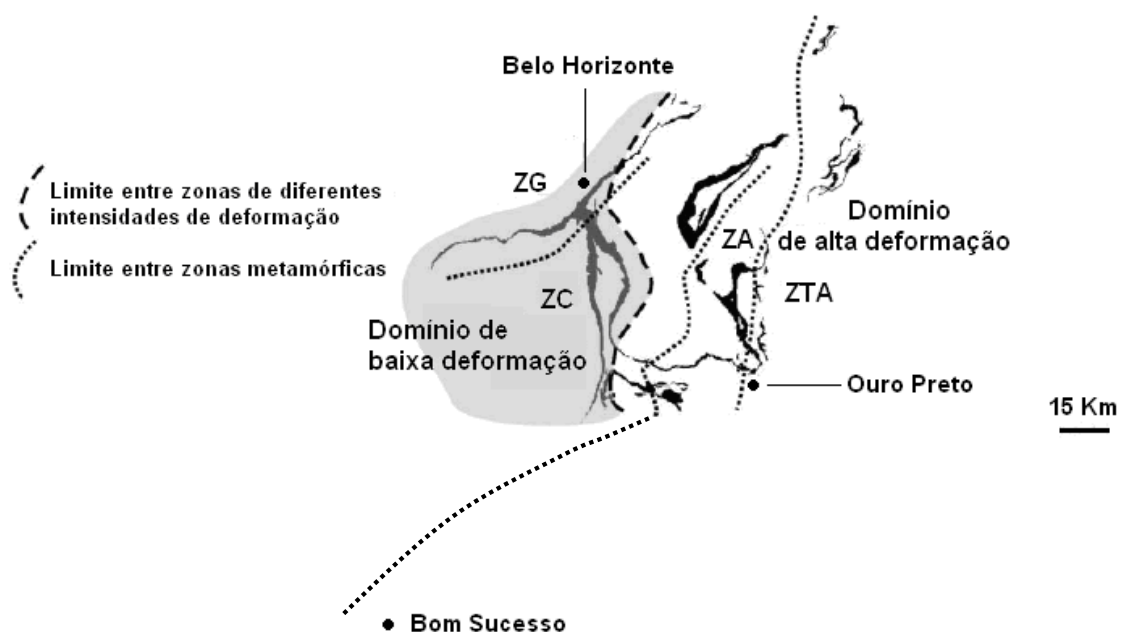 Belo Horizonte
ZG
Limite entre zonas de diferentes
intensidades de deformação
Domínio
ZA de alta deformação
Limite entre zonas metamórficas
ZC
ZTA
Domínio de
baixa deformação
Ouro Preto
15 Km
Bom Sucesso